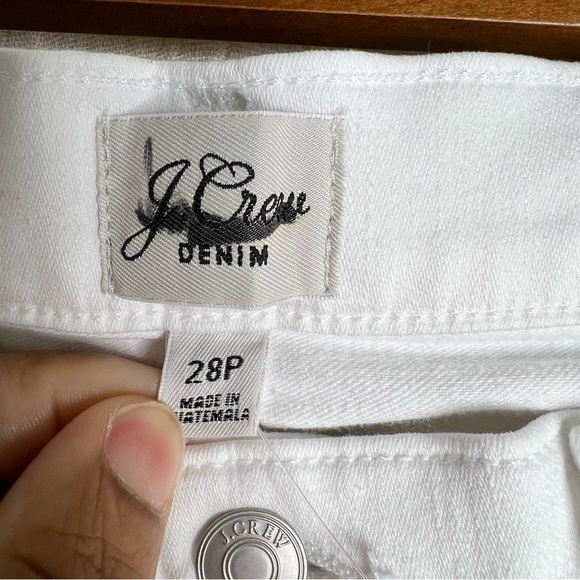 J.Crew
DENIM
28P
MADE IN
GUATEMALA
J.CREW